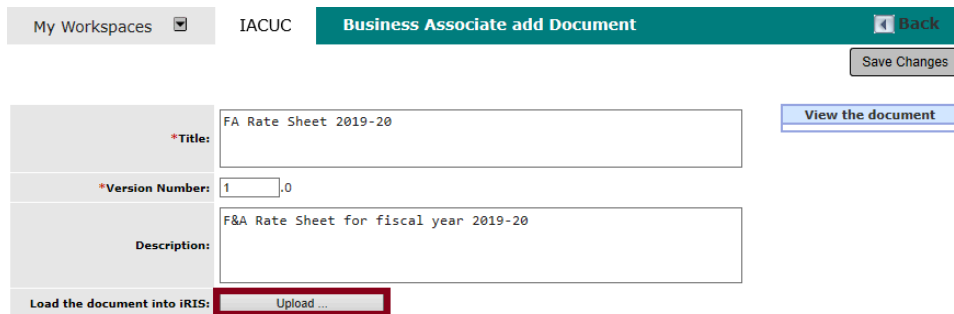 My Workspaces IACUC Business Associate add Document Back
Save Changes
*Title: FA Rate Sheet 2019-20
View the document
*Version Number: 1 .0
Description: F&A Rate Sheet for fiscal year 2019-20
Load the document into iRIS: Upload ...